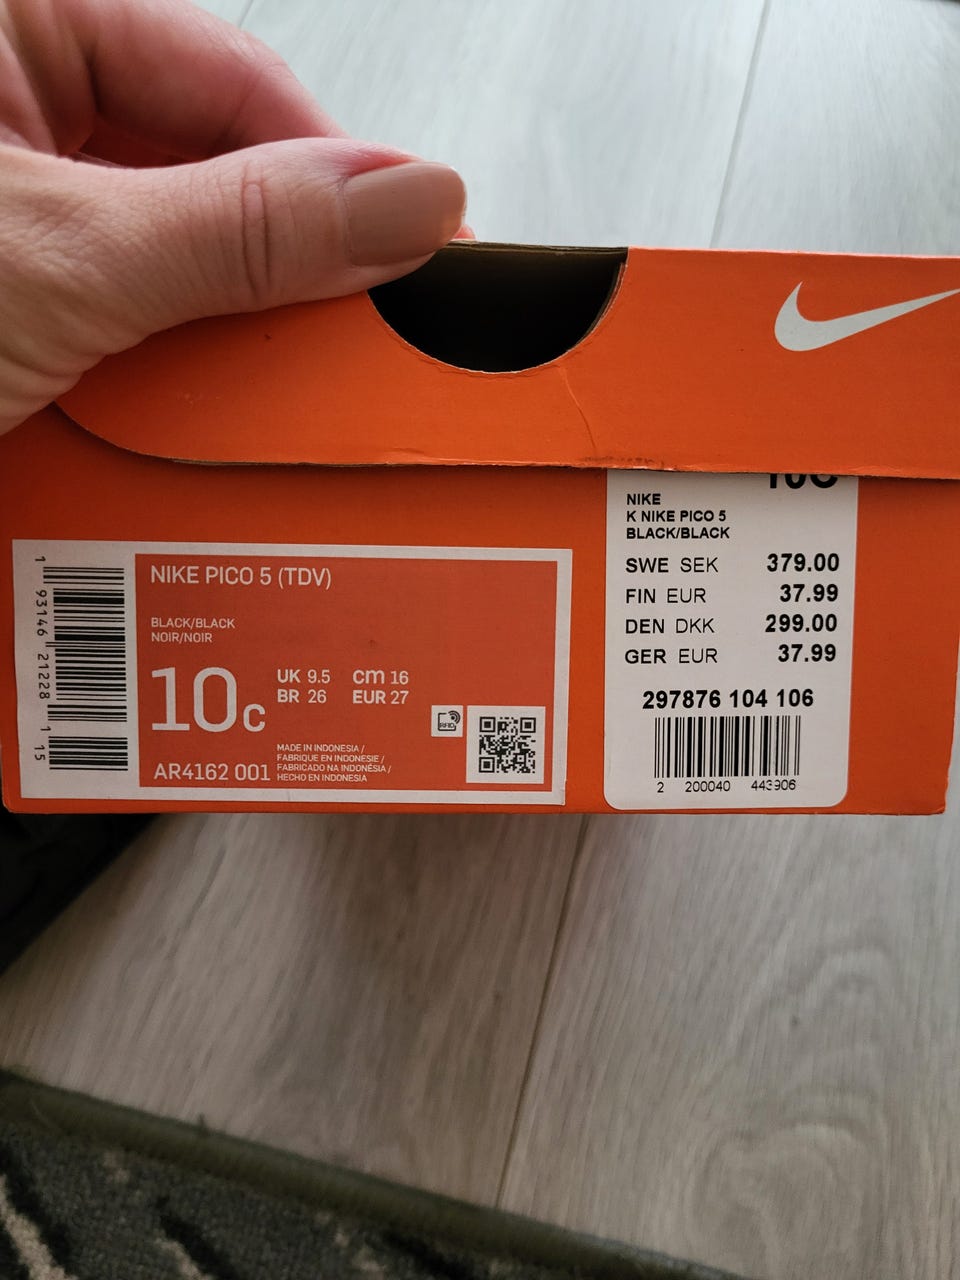 NIKE PICO 5 (TDV)
BLACK/BLACK
NOIR/NOIR
10C
UK 9.5 cm 16
BR 26 EUR 27
RFID
AR4162 001
MADE IN INDONESIA /
FABRIQUE EN INDONÉSIE /
FABRICADO NA INDONÉSIA /
HECHO EN INDONESIA
1 93146 21228 1 15
10C
NIKE
K NIKE PICO 5
BLACK/BLACK
SWE SEK 379.00
FIN EUR 37.99
DEN DKK 299.00
GER EUR 37.99
297876 104 106
2 200040 443906